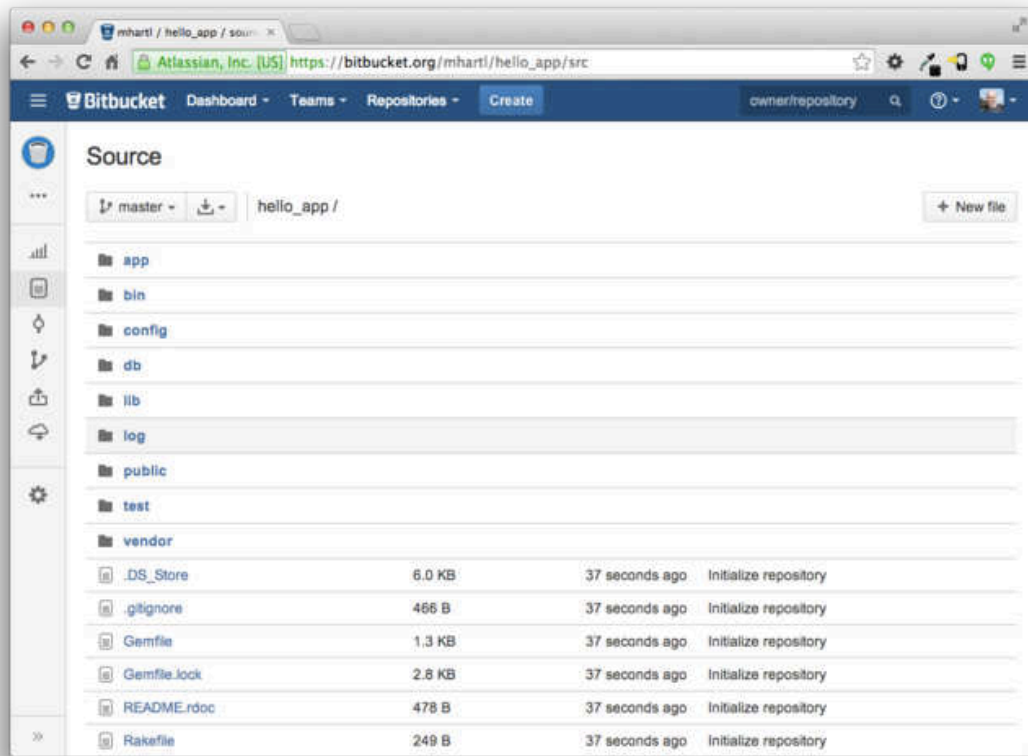 mhartl / hello_app / sour
Atlassian, Inc. [US] https://bitbucket.org/mhartl/hello_app/src
Bitbucket Dashboard Teams Repositories Create owner/repository
Source
master hello_app / + New file
app
bin
config
db
lib
log
public
test
vendor
.DS_Store 6.0 KB 37 seconds ago Initialize repository
.gitignore 466 B 37 seconds ago Initialize repository
Gemfile 1.3 KB 37 seconds ago Initialize repository
Gemfile.lock 2.8 KB 37 seconds ago Initialize repository
README.rdoc 478 B 37 seconds ago Initialize repository
Rakefile 249 B 37 seconds ago Initialize repository